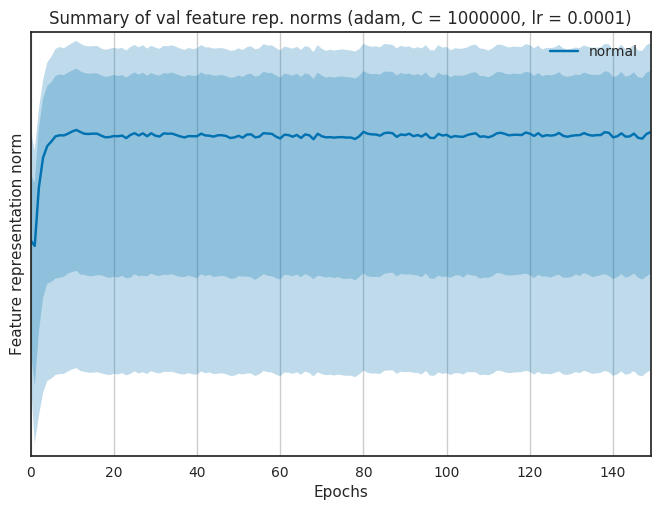 Summary of val feature rep. norms (adam, C = 1000000, lr = 0.0001)
normal
Feature representation norm
0 20 40 60 80 100 120 140
Epochs